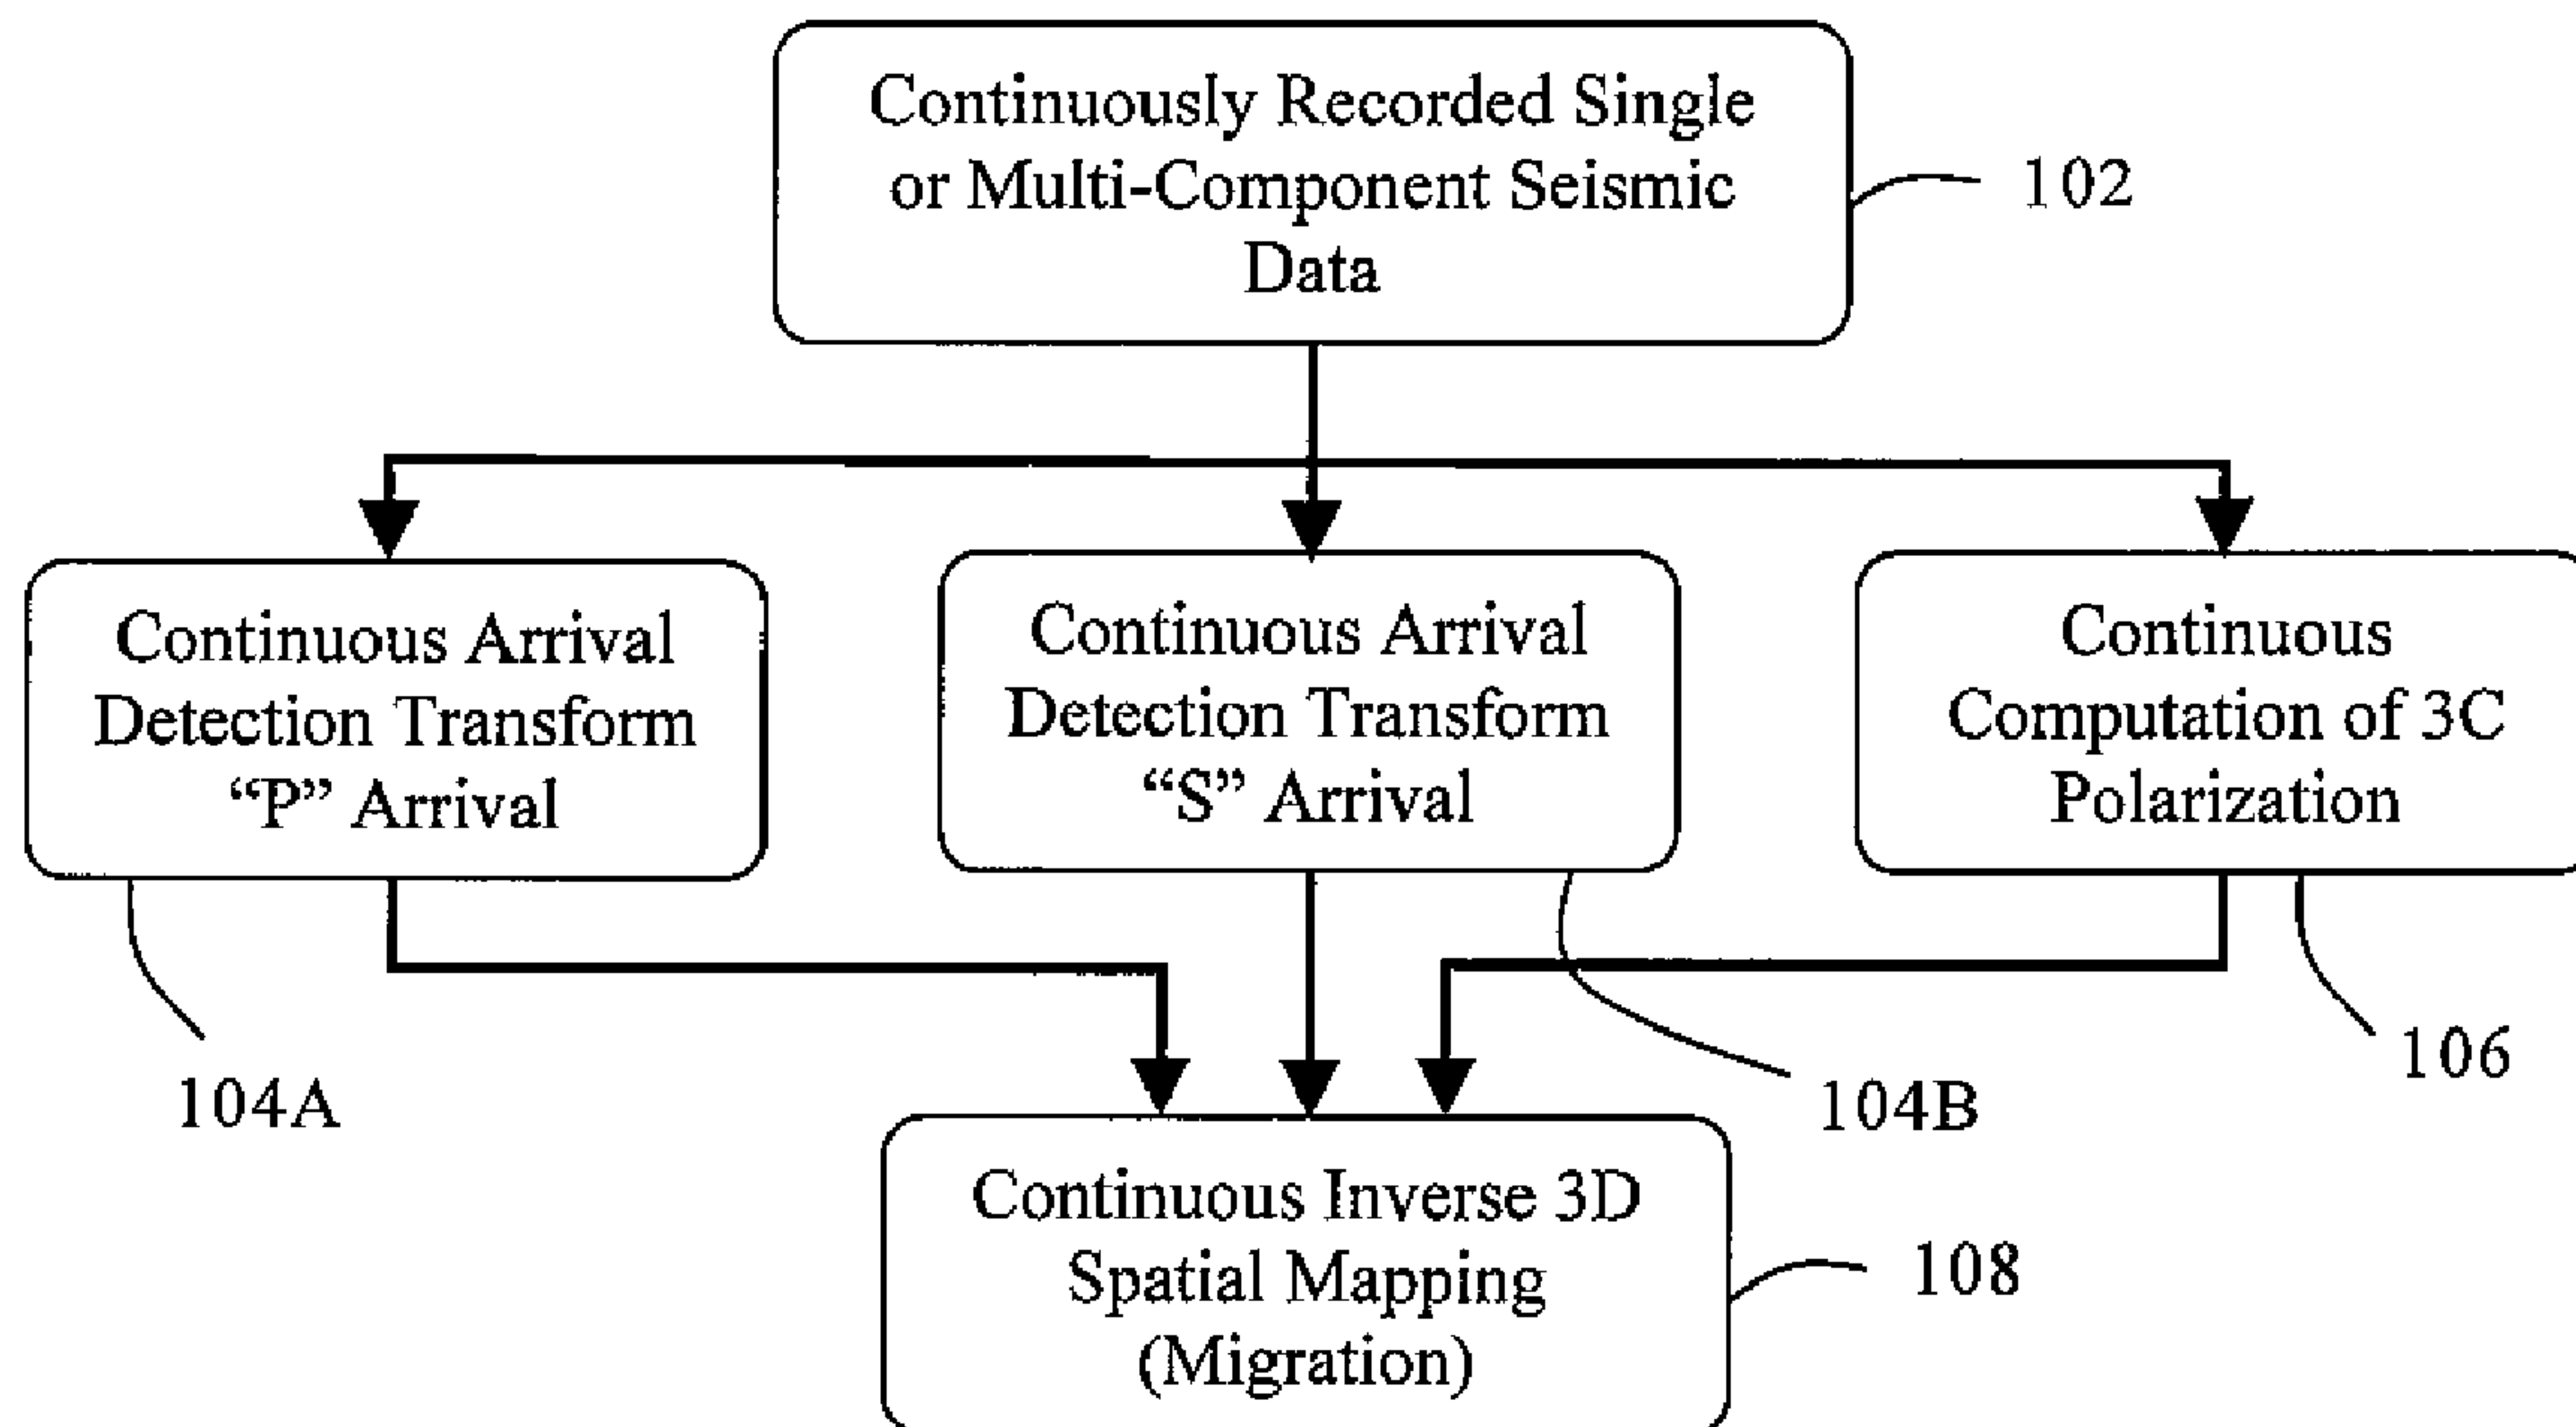 Continuously Recorded Single
or Multi-Component Seismic
Data
102
Continuous Arrival
Detection Transform
“P” Arrival
Continuous Arrival
Detection Transform
“S” Arrival
Continuous
Computation of 3C
Polarization
104A
104B
106
Continuous Inverse 3D
Spatial Mapping
(Migration)
108